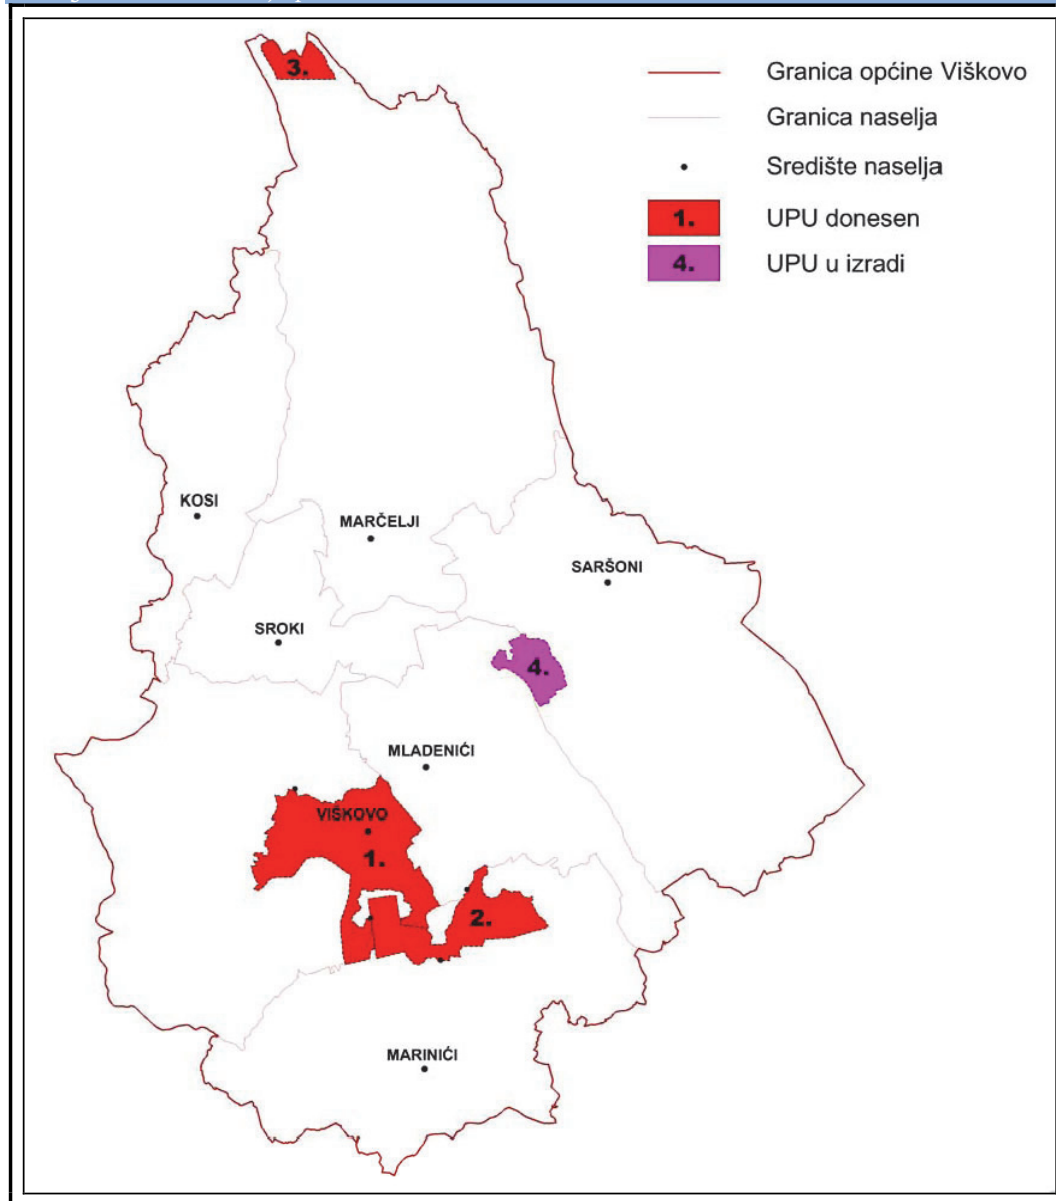 3.
Granica općine Viškovo
Granica naselja
Središte naselja
1. UPU donesen
4. UPU u izradi
KOSI
MARČELJI
SARŠONI
SROKI
4.
MLADENIĆI
VIŠKOVO
1.
2.
MARINIĆI